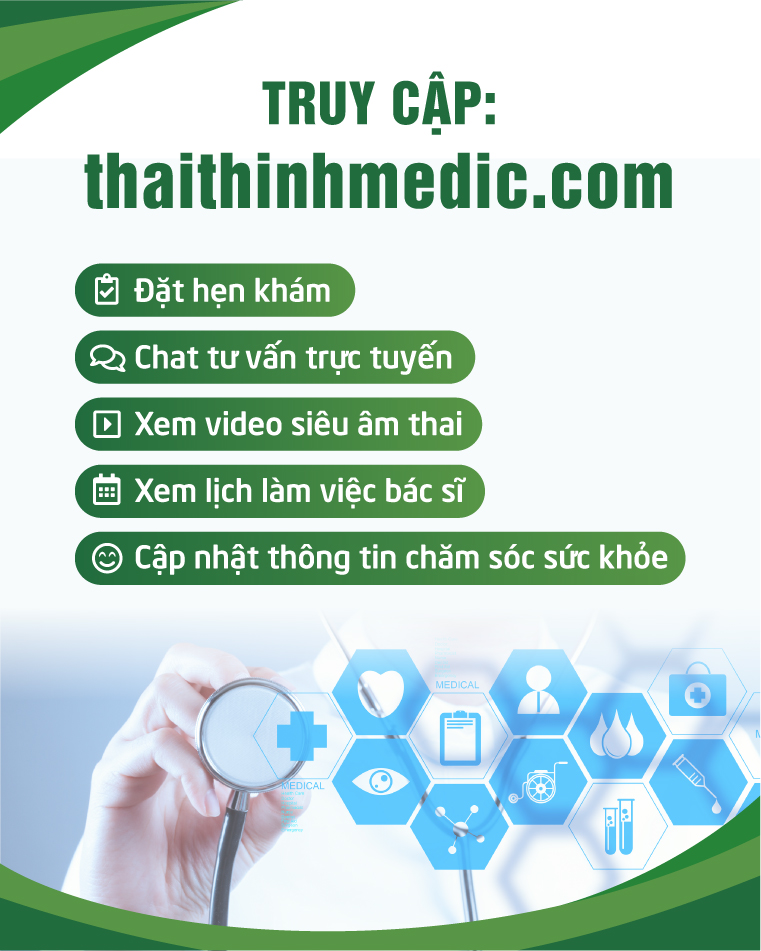 TRUY CẬP:
thaithinhmedic.com
Đặt hẹn khám
Chat tư vấn trực tuyến
Xem video siêu âm thai
Xem lịch làm việc bác sĩ
Cập nhật thông tin chăm sóc sức khỏe
MEDICAL
MEDICAL